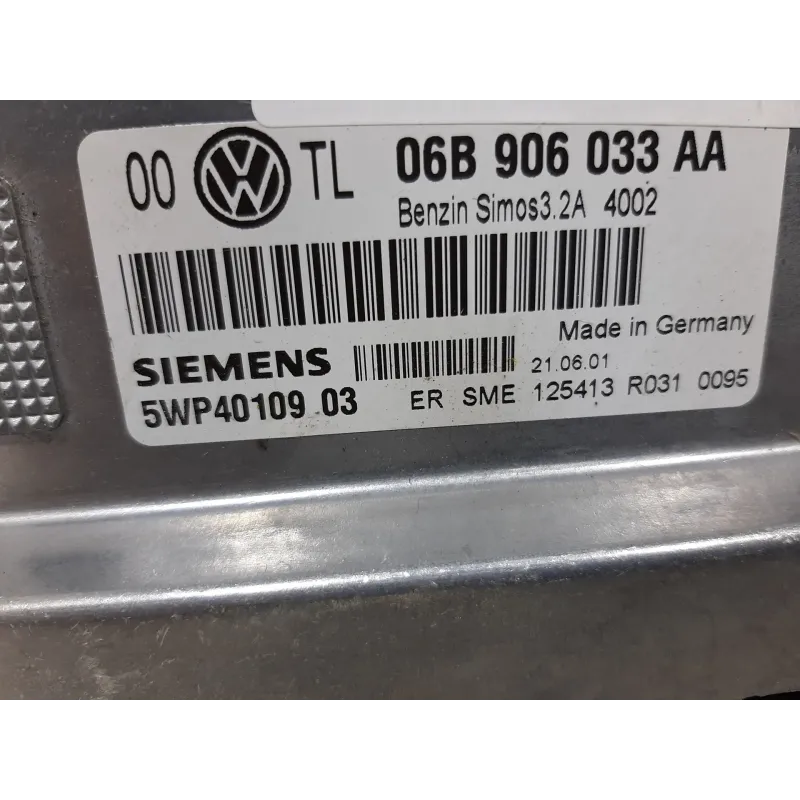 00 VW TL 06B 906 033 AA
Benzin Simos3.2A 4002
Made in Germany
SIEMENS 21.06.01
5WP40109 03 ER SME 125413 R031 0095